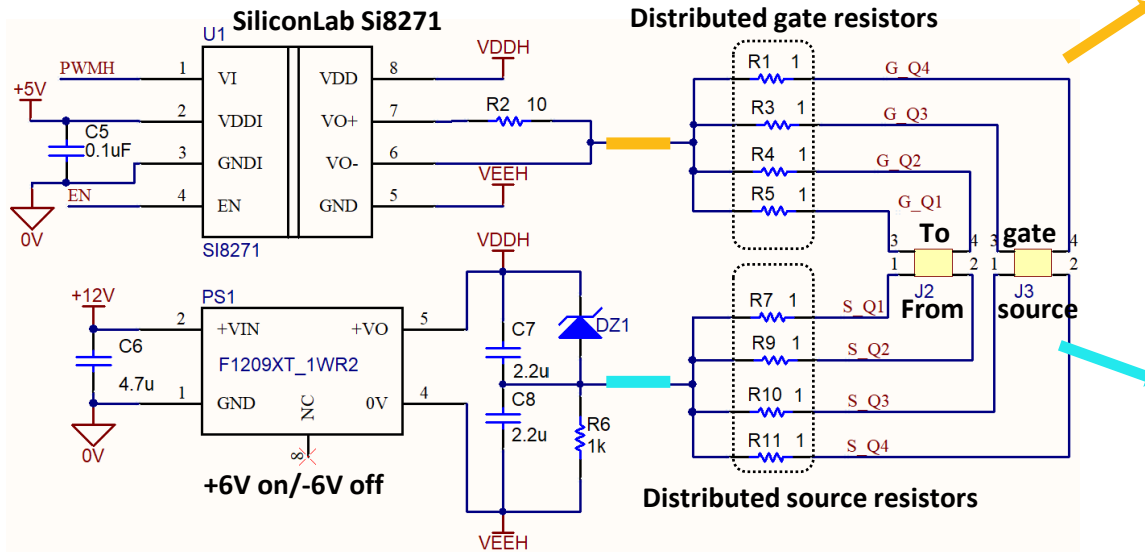 SiliconLab Si8271
Distributed gate resistors
U1
VDDH
PWMH
1
VI
VDD
8
R1 1
G_Q4
+5V
2
VDDI
VO+
7
R2 10
R3 1
G_Q3
C5
0.1uF
3
GNDI
VO-
6
R4 1
G_Q2
VEEH
EN
4
EN
GND
5
R5 1
G_Q1
0V
SI8271
VDDH
To
gate
3
4
3
4
1
2
1
2
J2
J3
From
source
+12V
PS1
2
+VIN
+VO
5
C7
2.2u
DZ1
R7 1
S_Q1
C6
4.7u
F1209XT_1WR2
R9 1
S_Q2
1
GND
NC
0V
4
C8
2.2u
R6
1k
R10 1
S_Q3
0V
8
R11 1
S_Q4
+6V on/-6V off
Distributed source resistors
VEEH